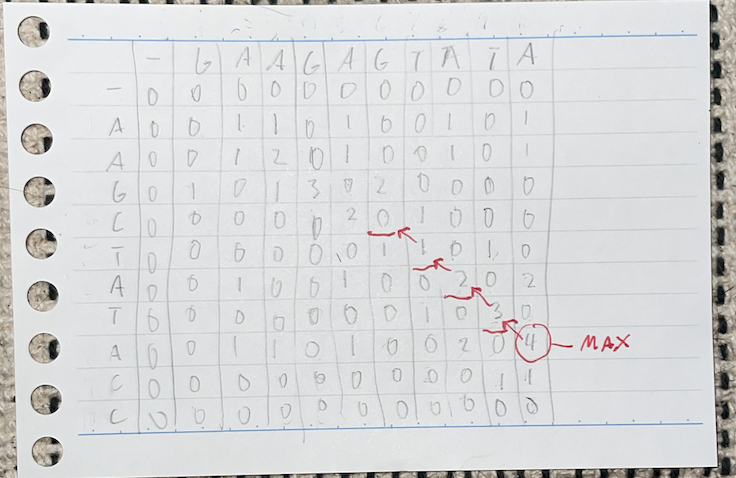 - G A A G A G T A T A
- 0 0 0 0 0 0 0 0 0 0 0
A 0 0 1 1 0 1 0 0 1 0 1
A 0 0 1 2 0 1 0 0 1 0 1
G 0 1 0 1 3 0 2 0 0 0 0
C 0 0 0 0 0 2 0 1 0 0 0
T 0 0 0 0 0 0 1 1 0 1 0
A 0 0 1 0 0 1 0 0 2 0 2
T 0 0 0 0 0 0 0 1 0 3 0
A 0 0 1 1 0 1 0 0 2 0 4 - MAX
C 0 0 0 0 0 0 0 0 0 1 1
C 0 0 0 0 0 0 0 0 0 0 0